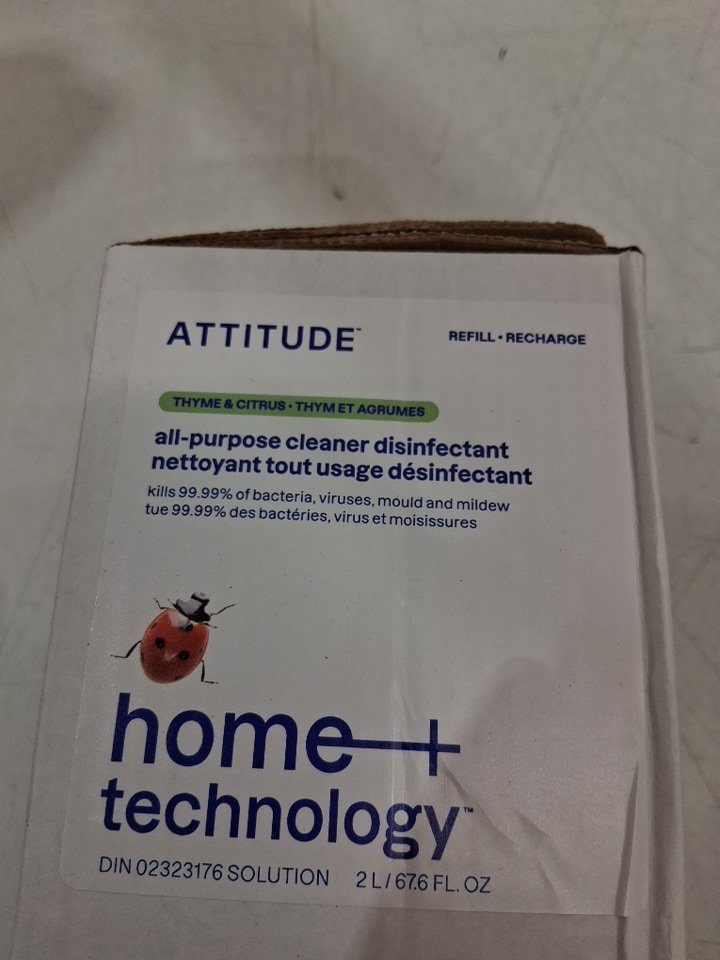 ATTITUDE™
REFILL • RECHARGE
THYME & CITRUS • THYM ET AGRUMES
all-purpose cleaner disinfectant
nettoyant tout usage désinfectant
kills 99.99% of bacteria, viruses, mould and mildew
tue 99.99% des bactéries, virus et moisissures
home+
technology™
DIN 02323176 SOLUTION 2 L / 67.6 FL. OZ